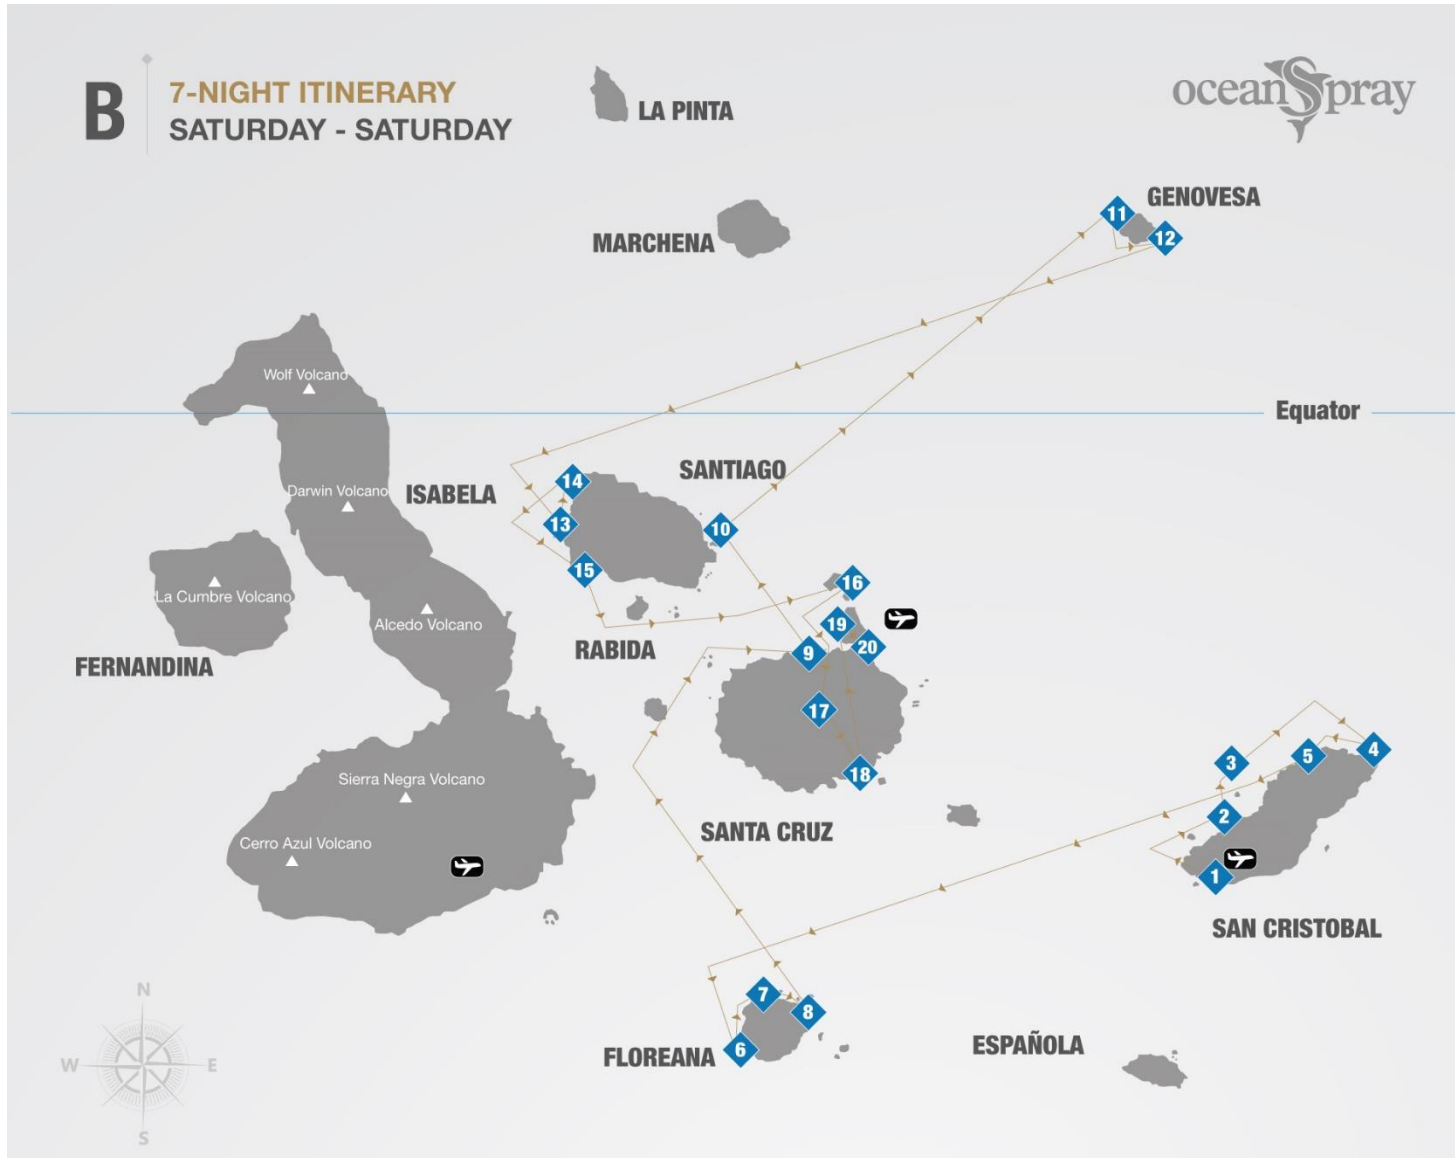 B
7-NIGHT ITINERARY
SATURDAY - SATURDAY
oceanSpray
LA PINTA
GENOVESA
MARCHENA
11
12
Wolf Volcano
Equator
SANTIAGO
ISABELA
Darwin Volcano
14
13
10
15
16
La Cumbre Volcano
Alcedo Volcano
19
RABIDA
9
20
FERNANDINA
17
5
4
3
18
Sierra Negra Volcano
2
SANTA CRUZ
Cerro Azul Volcano
1
SAN CRISTOBAL
7
8
6
FLOREANA
ESPAÑOLA
N
W
E
S